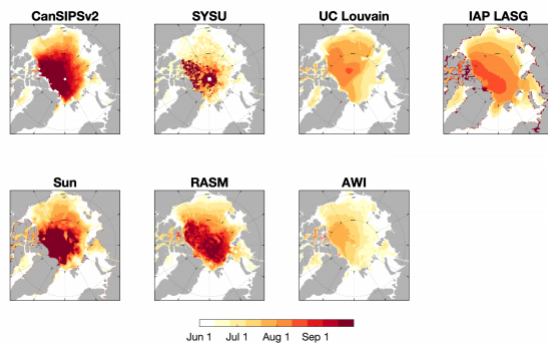 CanSIPSv2 SYSU UC Louvain IAP LASG
Sun RASM AWI
Jun 1 Jul 1 Aug 1 Sep 1